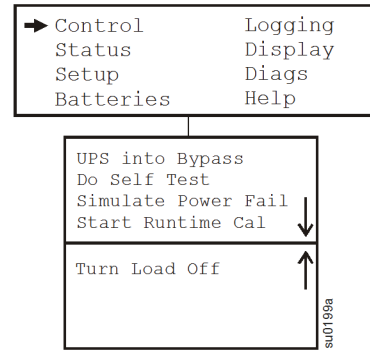 Control Logging
Status Display
Setup Diags
Batteries Help
UPS into Bypass
Do Self Test
Simulate Power Fail
Start Runtime Cal
Turn Load Off
su0199a